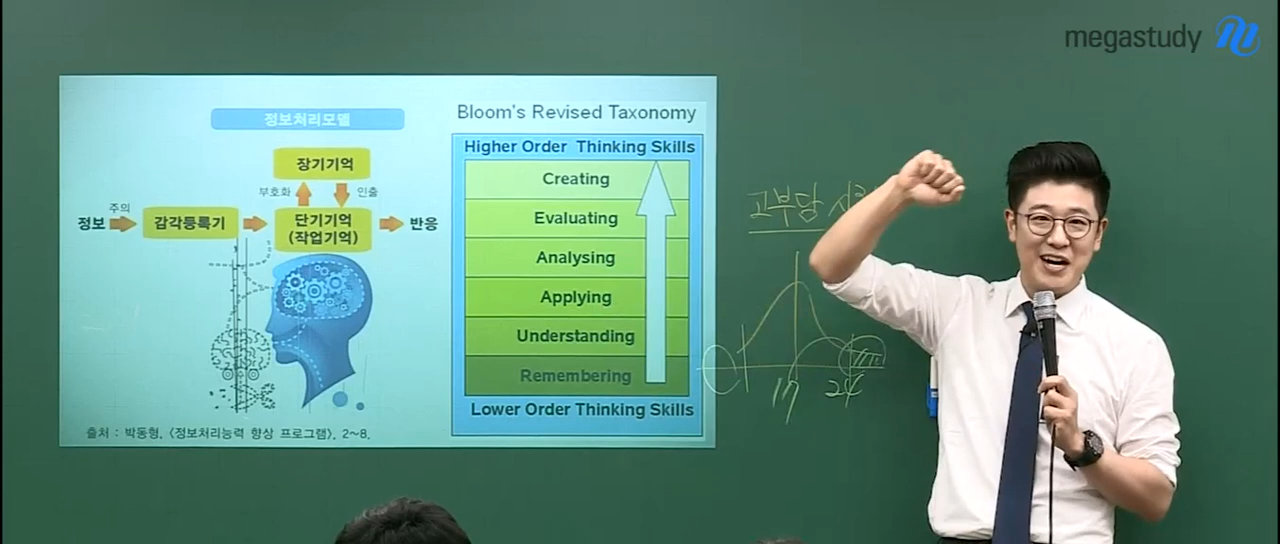 megastudy
정보처리모델
장기기억
부호화
인출
주의
정보
감각등록기
단기기억
(작업기억)
반응
출처 : 박동형, <정보처리능력 향상 프로그램>, 2~8.
Bloom's Revised Taxonomy
Higher Order Thinking Skills
Creating
Evaluating
Analysing
Applying
Understanding
Remembering
Lower Order Thinking Skills
고부담
17
24